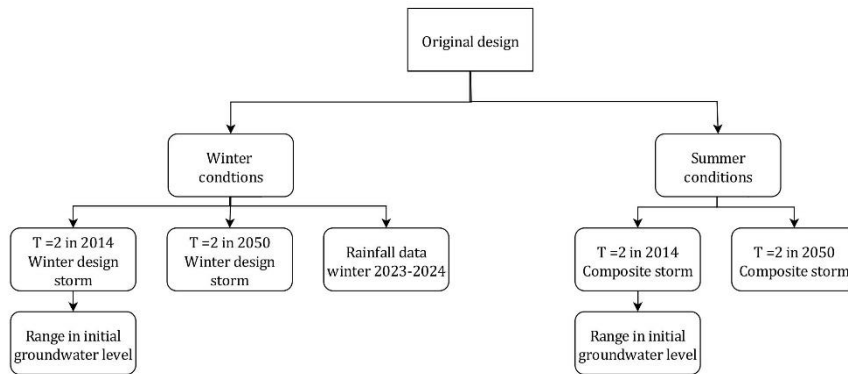 Original design
Winter
condtions
Summer
conditions
T =2 in 2014
Winter design
storm
T =2 in 2050
Winter design
storm
Rainfall data
winter 2023-2024
T =2 in 2014
Composite storm
T =2 in 2050
Composite storm
Range in initial
groundwater level
Range in initial
groundwater level